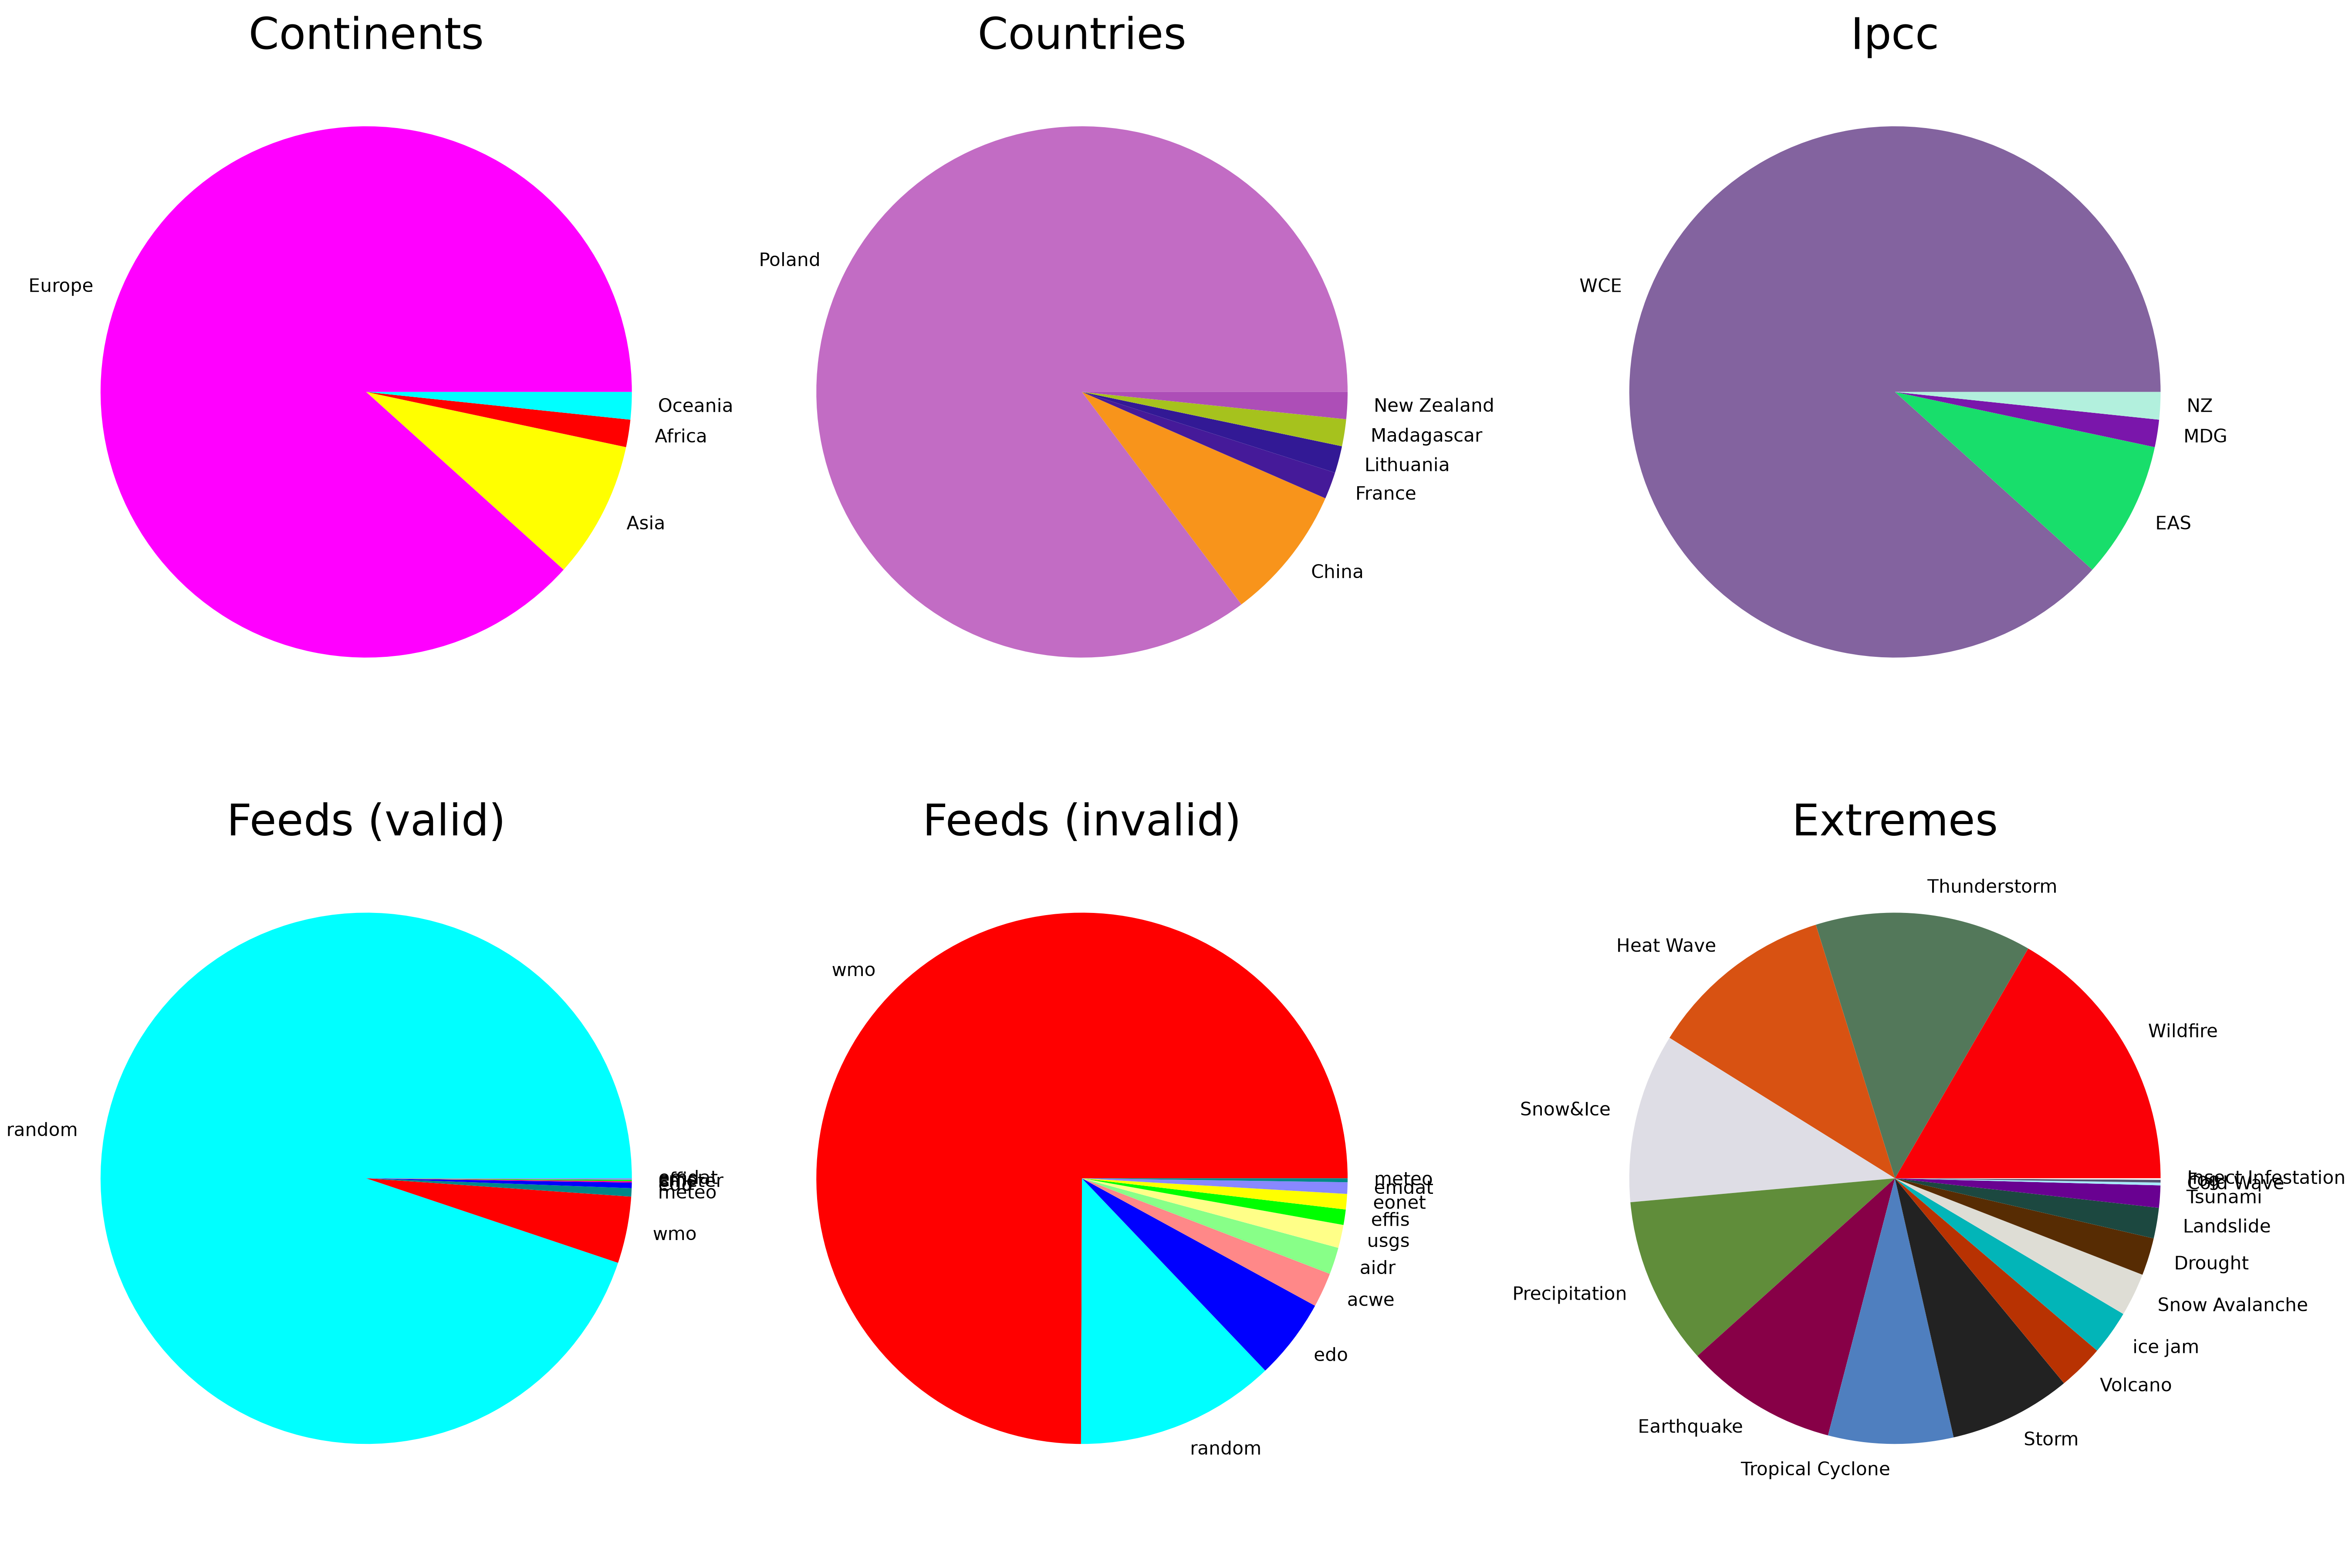 Continents
Countries
Ipcc
Europe
Oceania
Africa
Asia
Poland
New Zealand
Madagascar
Lithuania
France
China
WCE
NZ
MDG
EAS
Feeds (valid)
Feeds (invalid)
Extremes
random
meteo
wmo
wmo
meteo
emdat
eonet
effis
usgs
aidr
acwe
edo
random
Thunderstorm
Heat Wave
Wildfire
Snow&Ice
Insect Infestation
Cold Wave
Tsunami
Landslide
Drought
Snow Avalanche
ice jam
Volcano
Precipitation
Earthquake
Storm
Tropical Cyclone